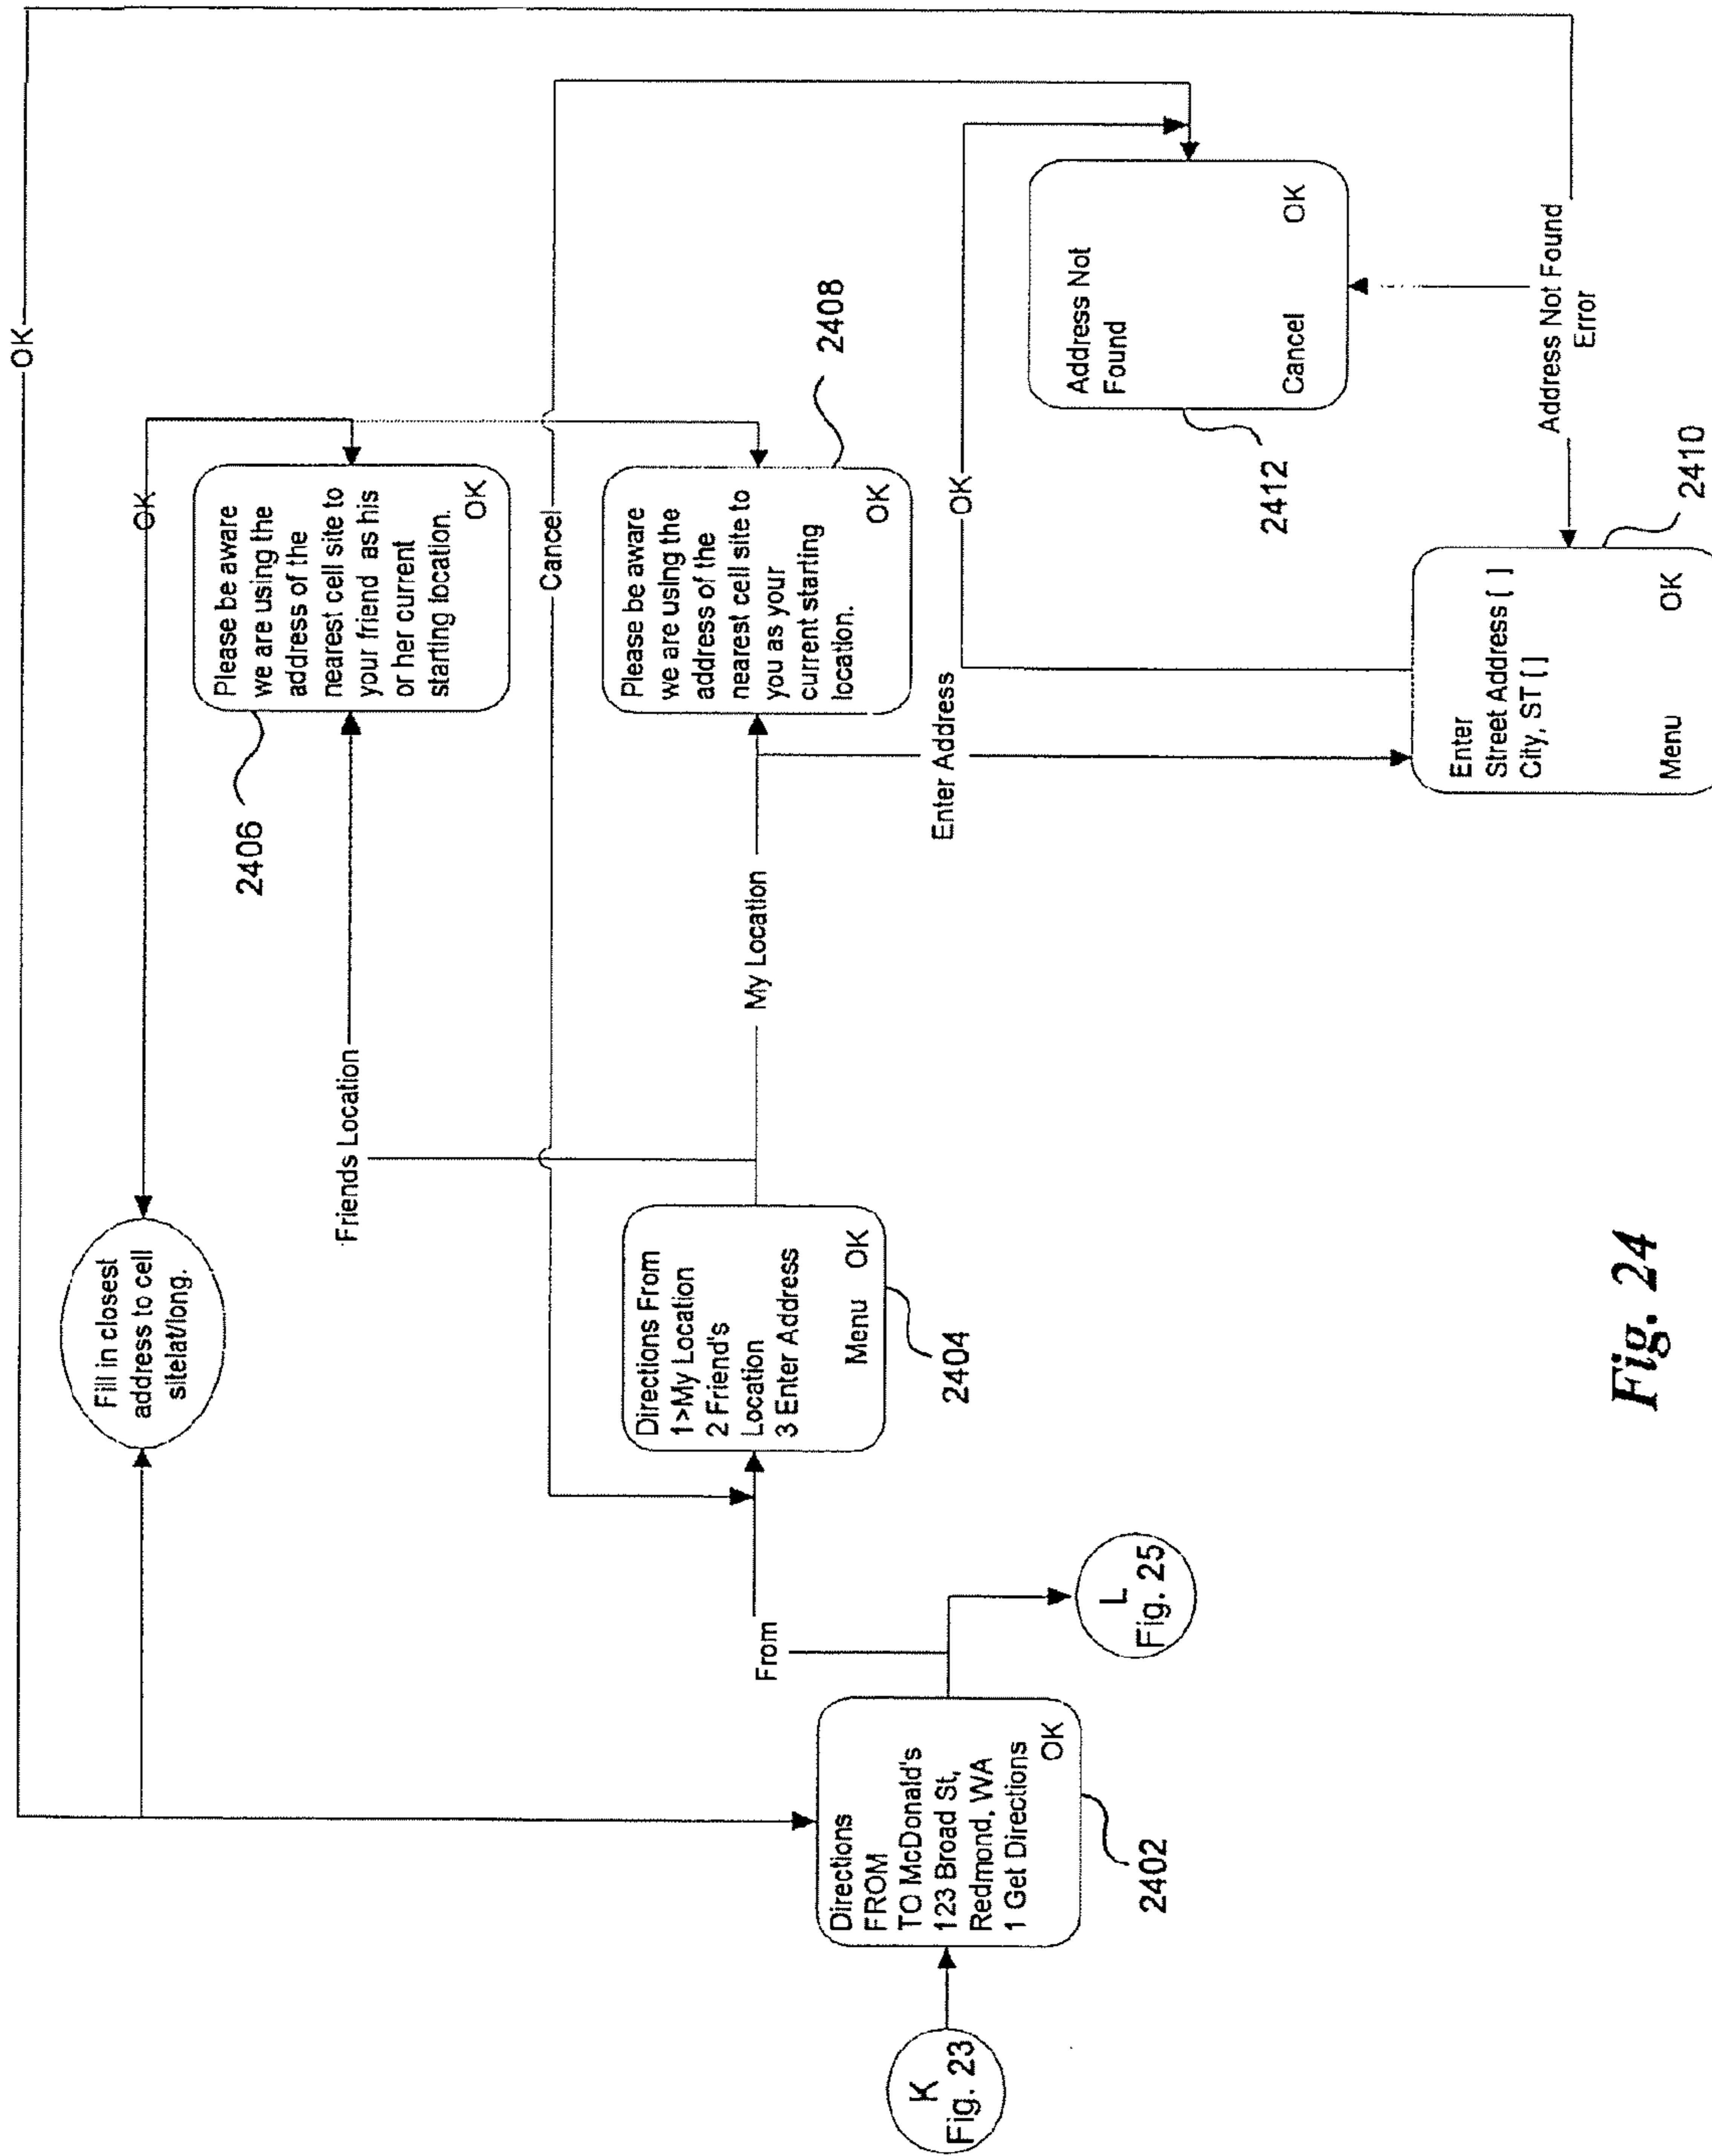 OK
Fill in closest
address to cell
sitelat/long.
OK
Please be aware
we are using the
address of the
nearest cell site to
your friend as his
or her current
starting location.
OK
2406
Friends Location
Cancel
Please be aware
we are using the
address of the
nearest cell site to
you as your
current starting
location.
OK
2408
My Location
Directions From
1>My Location
2 Friend's
Location
3 Enter Address
Menu OK
2404
From
Directions
FROM
TO McDonald's
123 Broad St,
Redmond, WA
1 Get Directions
OK
2402
K
Fig. 23
L
Fig. 25
Enter Address
OK
Address Not
Found
Cancel OK
2412
Address Not Found
Error
Enter
Street Address [ ]
City, ST [ ]
Menu OK
2410
Fig. 24